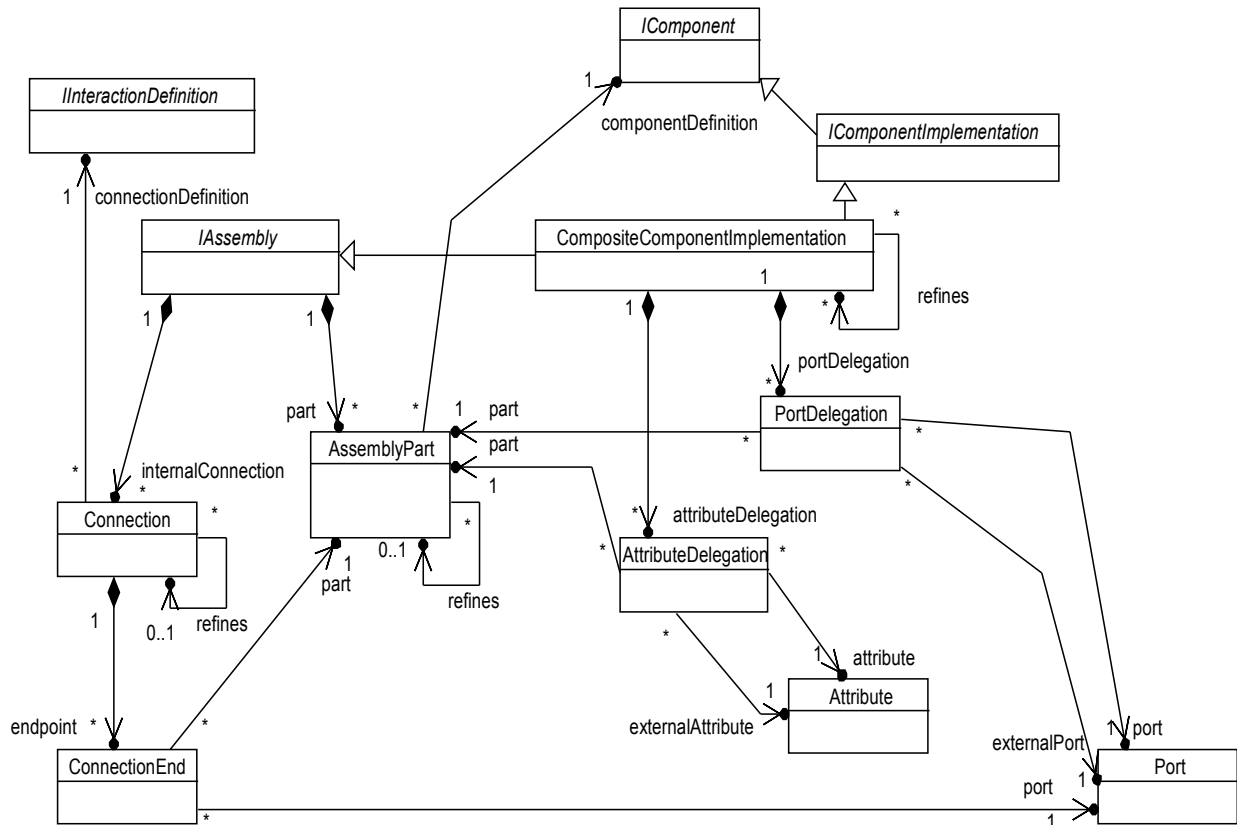 IComponent
1
componentDefinition
IInteractionDefinition
1
connectionDefinition
IComponentImplementation
IAssembly
CompositeComponentImplementation
*
1
1
1
1
*
refines
portDelegation
*
part
*
*
1
part
part
1
PortDelegation
*
*
*
AssemblyPart
internalConnection
*
*
Connection
*
*
0..1
refines
1
part
attributeDelegation
*
AttributeDelegation
*
*
*
1
0..1
refines
1
attribute
Attribute
1
externalAttribute
endpoint
*
*
ConnectionEnd
*
externalPort
1
port
1
Port
port
1